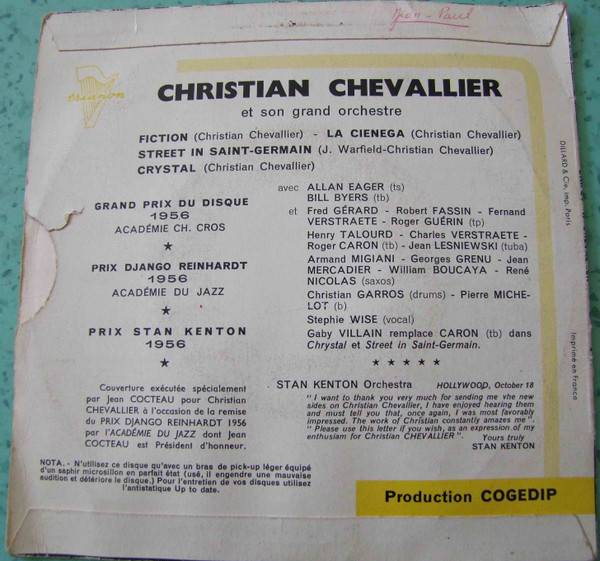 Jean-Paul
trianon
CHRISTIAN CHEVALLIER
et son grand orchestre
FICTION (Christian Chevallier) - LA CIENEGA (Christian Chevallier)
STREET IN SAINT-GERMAIN (J. Warfield-Christian Chevallier)
CRYSTAL (Christian Chevallier)
GRAND PRIX DU DISQUE
1956
ACADÉMIE CH. CROS
★
PRIX DJANGO REINHARDT
1956
ACADÉMIE DU JAZZ
★
PRIX STAN KENTON
1956
★
avec ALLAN EAGER (ts)
BILL BYERS (tb)
et Fred GÉRARD - Robert FASSIN - Fernand
VERSTRAETE - Roger GUÉRIN (tp)
Henry TALOURD - Charles VERSTRAETE -
Roger CARON (tb) - Jean LESNIEWSKI (tuba)
Armand MIGIANI - Georges GRENU - Jean
MERCADIER - William BOUCAYA - René
NICOLAS (saxos)
Christian GARROS (drums) - Pierre MICHE-
LOT (b)
Stephie WISE (vocal)
Gaby VILLAIN remplace CARON (tb) dans
Chrystal et Street in Saint-Germain.
★ ★ ★ ★ ★
Couverture exécutée spécialement
par Jean COCTEAU pour Christian
CHEVALLIER à l'occasion de la remise
du PRIX DJANGO REINHARDT 1956
par l'ACADÉMIE DU JAZZ dont Jean
COCTEAU est Président d'honneur.
STAN KENTON Orchestra HOLLYWOOD, October 18
" I want to thank you very much for sending me vhe new
sides on Christian Chevallier, I have enjoyed hearing them
and must tell you that, once again, I was most favorably
impressed. The work of Christian constantly amazes me ".
" Please use this letter if you wish, as an expression of my
enthusiam for Christian CHEVALLIER ".
Yours truly
STAN KENTON
NOTA. - N'utilisez ce disque qu'avec un bras de pick-up léger équipé
d'un saphir microsillon en parfait état (usé, il engendre une mauvaise
audition et détériore le disque.) Pour l'entretien de vos disques utilisez
l'antistatique Up to date.
Production COGEDIP
DILLARD & Cie, imp. Paris
Imprimé en France